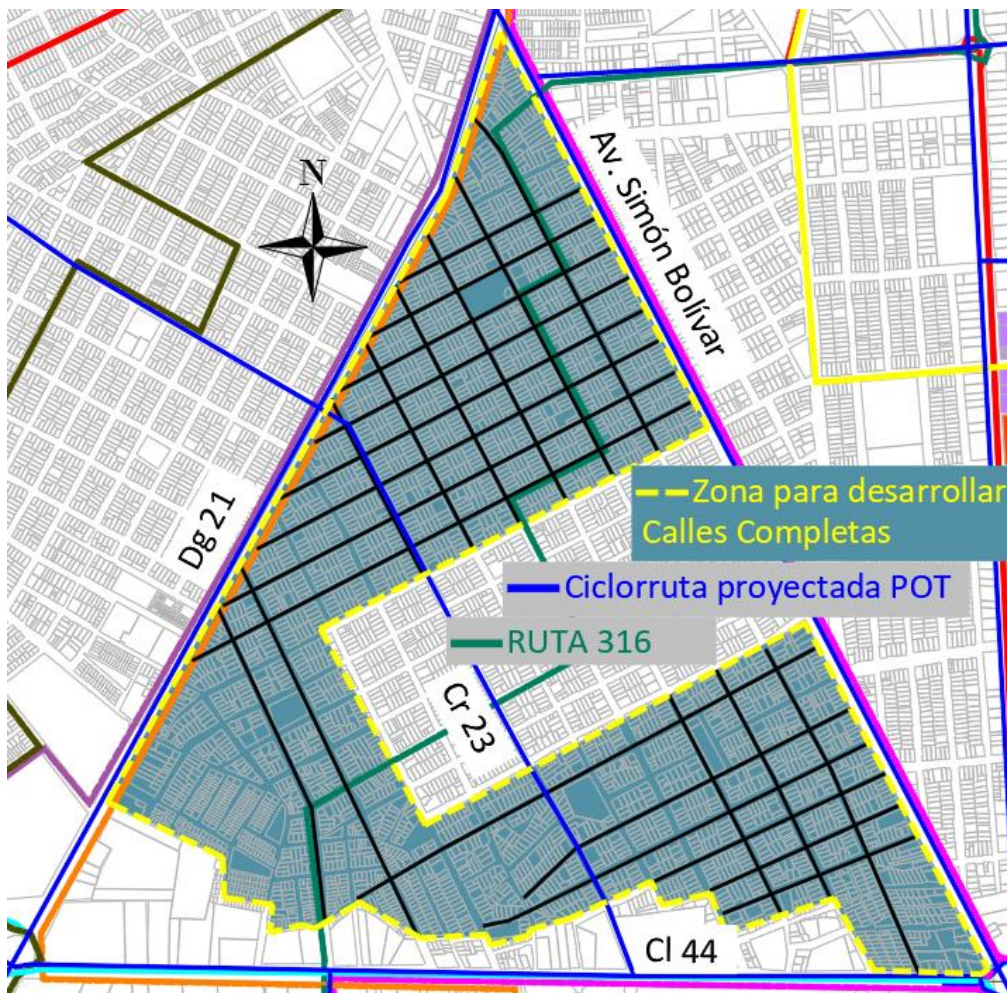 N
Av. Simón Bolívar
Dg 21
Zona para desarrollar
Calles Completas
Ciclorruta proyectada POT
RUTA 316
Cr 23
Cl 44